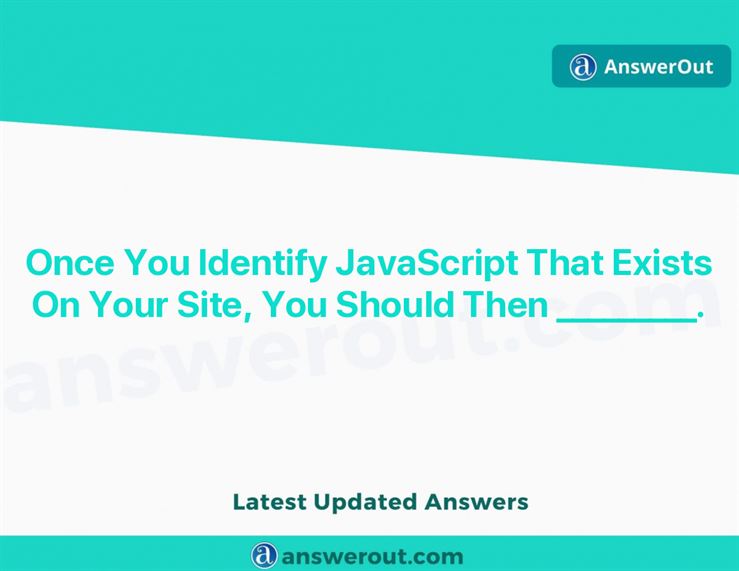 AnswerOut
Once You Identify JavaScript That Exists
On Your Site, You Should Then ________.
answerout.com
Latest Updated Answers
answerout.com